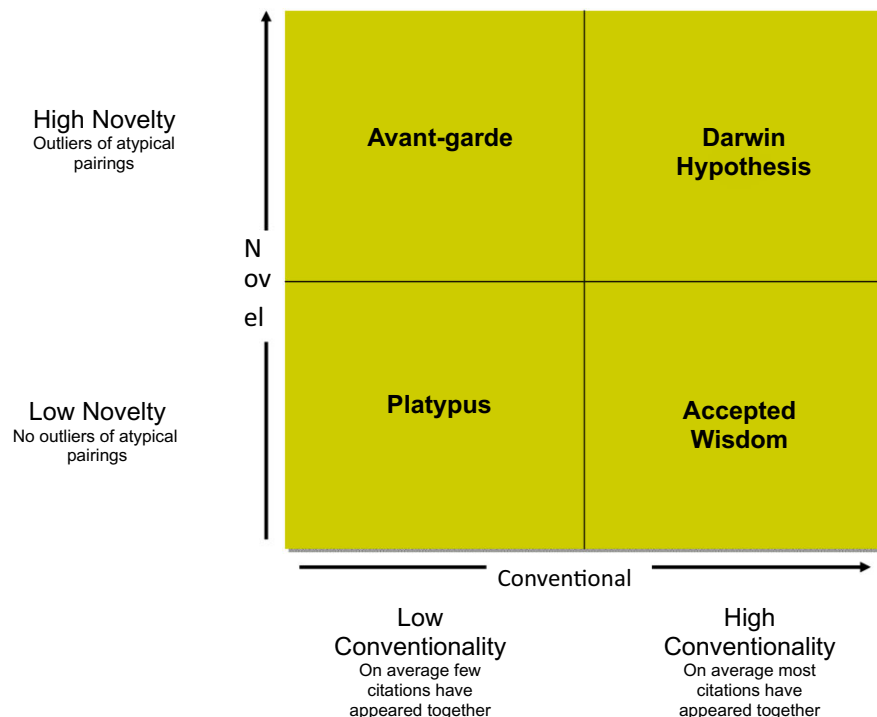 High Novelty
Outliers of atypical
pairings
Avant-garde
Darwin
Hypothesis
N
ov
el
Low Novelty
No outliers of atypical
pairings
Platypus
Accepted
Wisdom
Conventional
Low
Conventionality
On average few
citations have
appeared together
High
Conventionality
On average most
citations have
appeared together